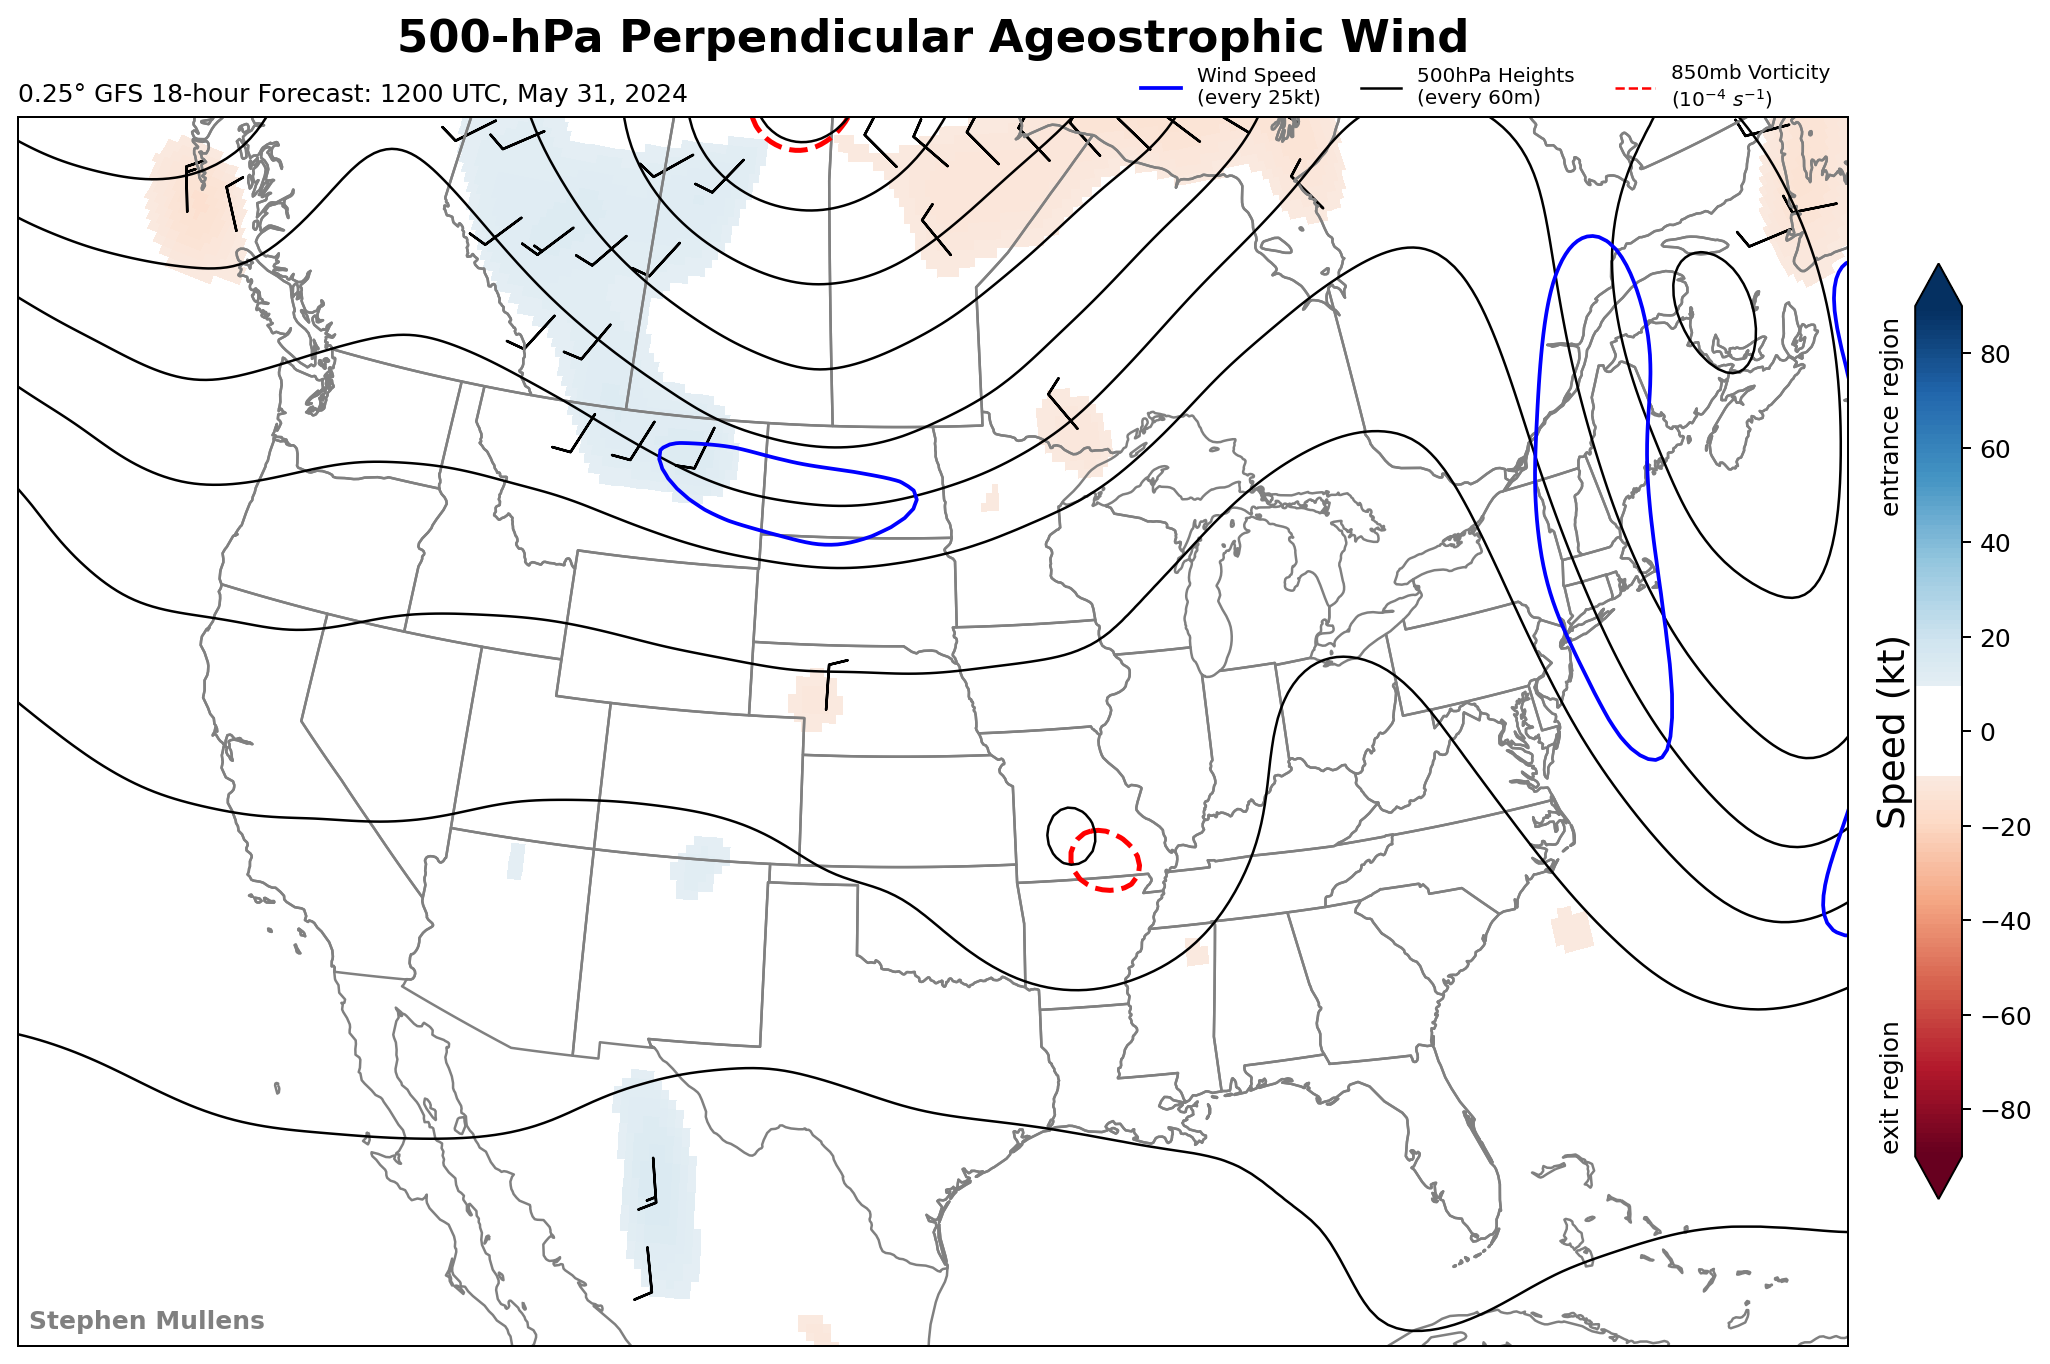 500-hPa Perpendicular Ageostrophic Wind
0.25° GFS 18-hour Forecast: 1200 UTC, May 31, 2024
Wind Speed
(every 25kt)
500hPa Heights
(every 60m)
850mb Vorticity
(10⁻⁴ s⁻¹)
entrance region
Speed (kt)
exit region
80
60
40
20
0
−20
−40
−60
−80
Stephen Mullens